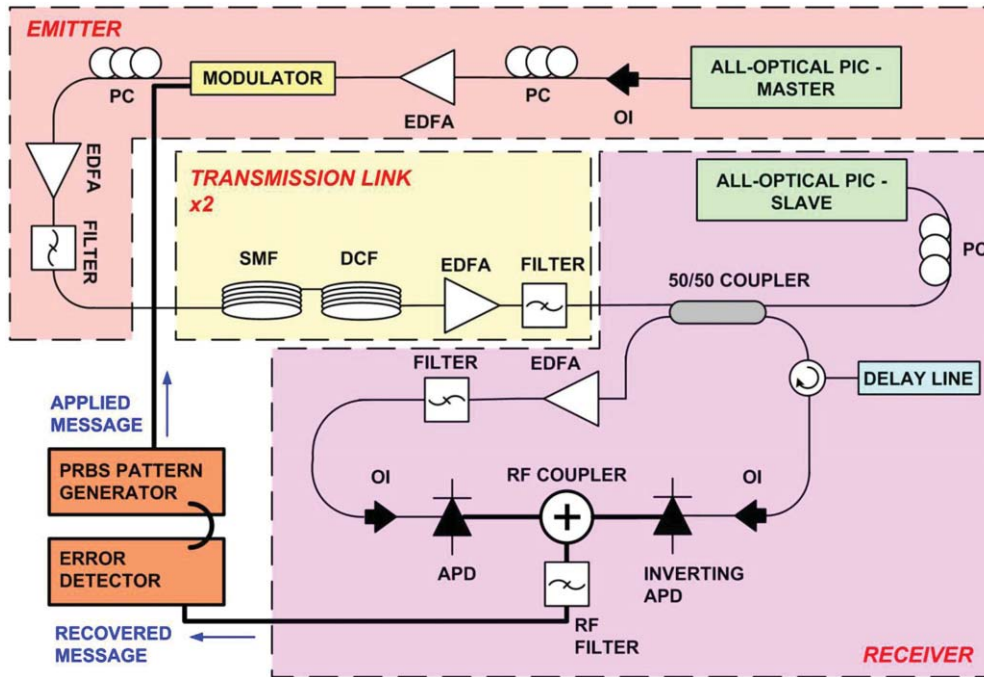 EMITTER
PC
MODULATOR
EDFA
PC
OI
ALL-OPTICAL PIC -
MASTER
EDFA
FILTER
TRANSMISSION LINK
x2
SMF
DCF
EDFA
FILTER
ALL-OPTICAL PIC -
SLAVE
PC
50/50 COUPLER
FILTER
EDFA
DELAY LINE
APPLIED
MESSAGE
PRBS PATTERN
GENERATOR
ERROR
DETECTOR
RECOVERED
MESSAGE
OI
RF COUPLER
OI
APD
INVERTING
APD
RF
FILTER
RECEIVER